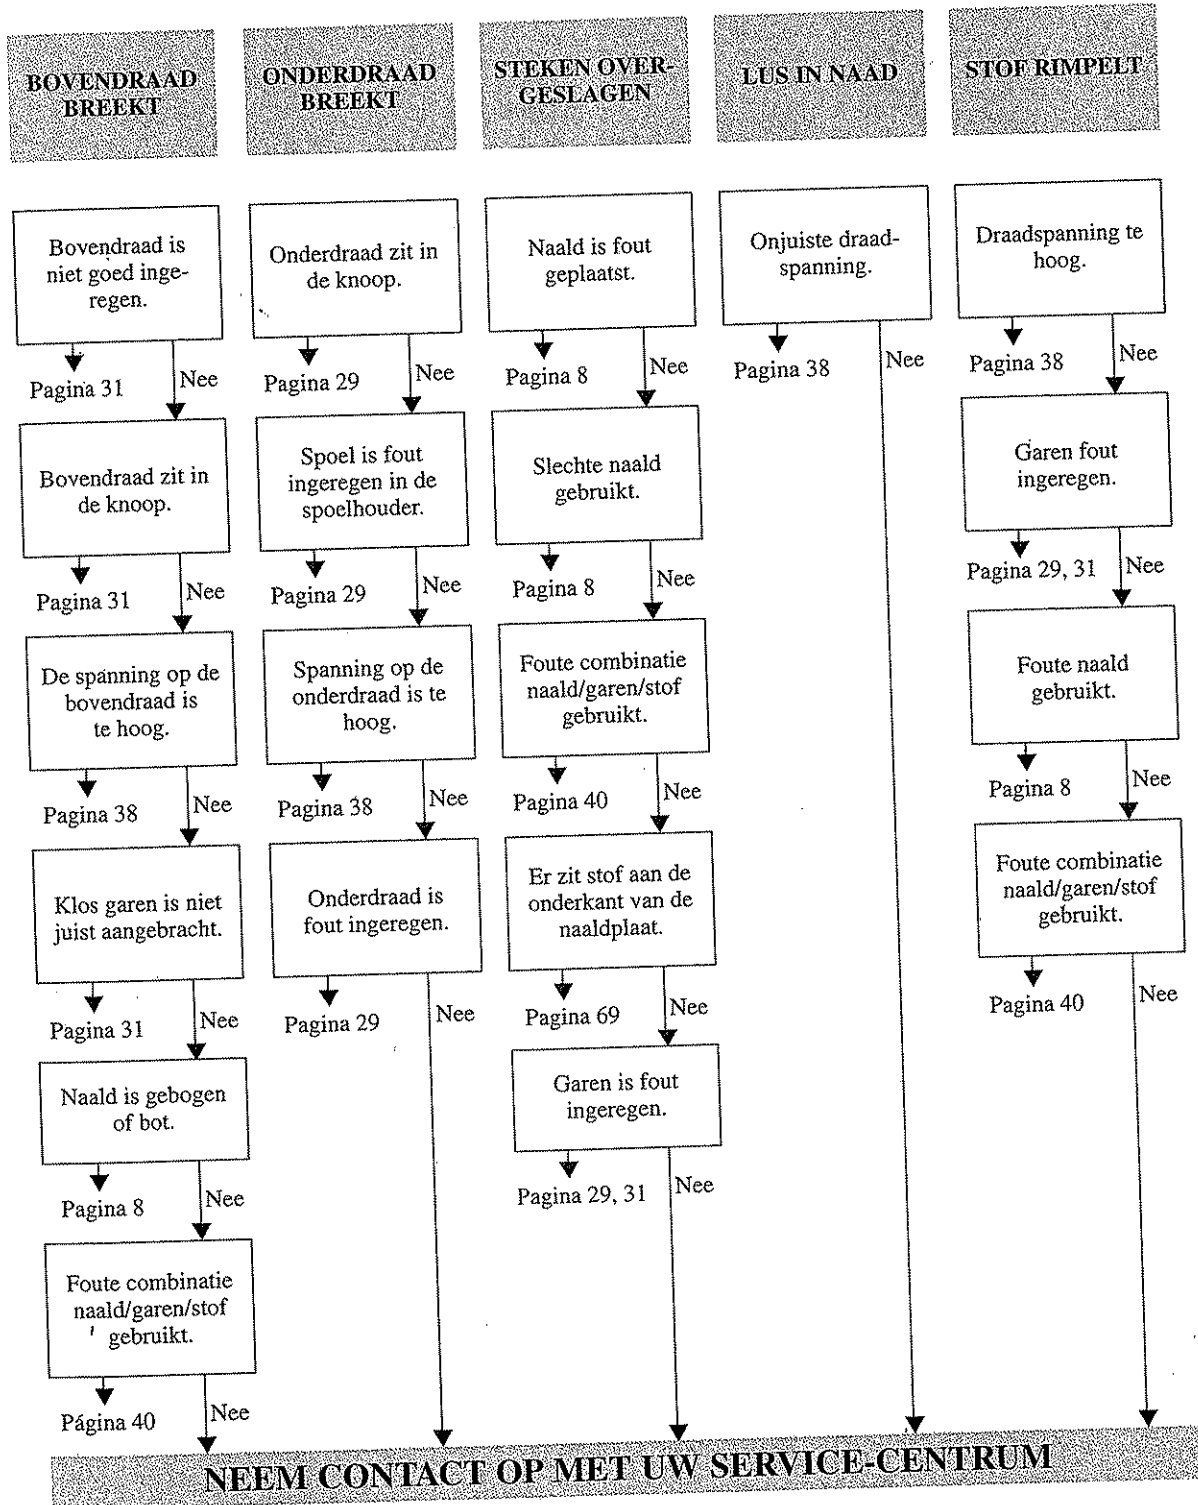 BOVENDRAAD
BREEKT
Bovendraad is
niet goed inge-
regen.
Pagina 31
Nee
Bovendraad zit in
de knoop.
Pagina 31
Nee
De spanning op de
bovendraad is
te hoog.
Pagina 38
Nee
Klos garen is niet
juist aangebracht.
Pagina 31
Nee
Naald is gebogen
of bot.
Pagina 8
Nee
Foute combinatie
naald/garen/stof
gebruikt.
Pagina 40
Nee
ONDERDRAAD
BREEKT
Onderdraad zit in
de knoop.
Pagina 29
Nee
Spoel is fout
ingeregen in de
spoelhouder.
Pagina 29
Nee
Spanning op de
onderdraad is te
hoog.
Pagina 38
Nee
Onderdraad is
fout ingeregen.
Pagina 29
Nee
STEKEN OVER-
GESLAGEN
Naald is fout
geplaatst.
Pagina 8
Nee
Slechte naald
gebruikt.
Pagina 8
Nee
Foute combinatie
naald/garen/stof
gebruikt.
Pagina 40
Nee
Er zit stof aan de
onderkant van de
naaldplaat.
Pagina 69
Nee
Garen is fout
ingeregen.
Pagina 29, 31
Nee
LUS IN NAAD
Onjuiste draad-
spanning.
Pagina 38
Nee
STOF RIMPELT
Draadspanning te
hoog.
Pagina 38
Nee
Garen fout
ingeregen.
Pagina 29, 31
Nee
Foute naald
gebruikt.
Pagina 8
Nee
Foute combinatie
naald/garen/stof
gebruikt.
Pagina 40
Nee
NEEM CONTACT OP MET UW SERVICE-CENTRUM